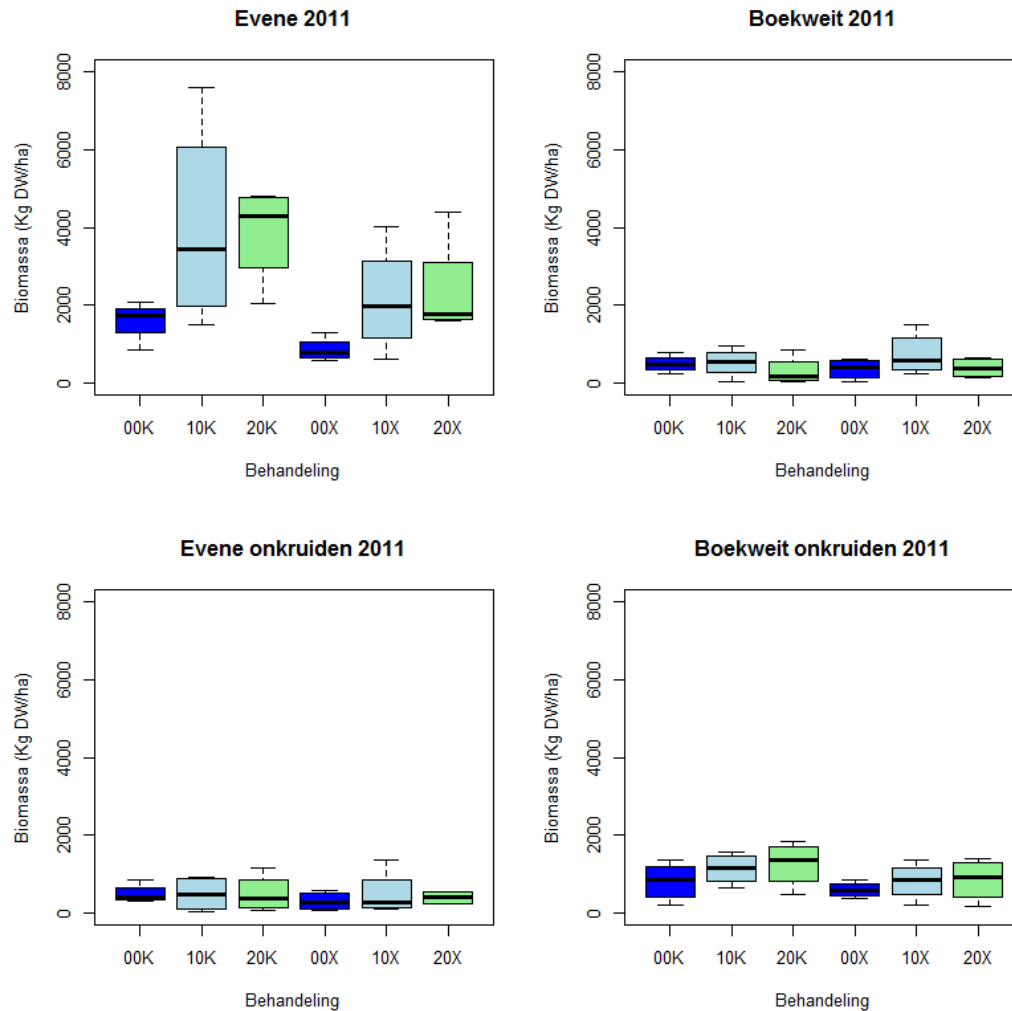 Evene 2011
Biomassa (Kg DW/ha)
8000
6000
4000
2000
0
00K 10K 20K 00X 10X 20X
Behandeling
Boekweit 2011
Biomassa (Kg DW/ha)
8000
6000
4000
2000
0
00K 10K 20K 00X 10X 20X
Behandeling
Evene onkruiden 2011
Biomassa (Kg DW/ha)
8000
6000
4000
2000
0
00K 10K 20K 00X 10X 20X
Behandeling
Boekweit onkruiden 2011
Biomassa (Kg DW/ha)
8000
6000
4000
2000
0
00K 10K 20K 00X 10X 20X
Behandeling